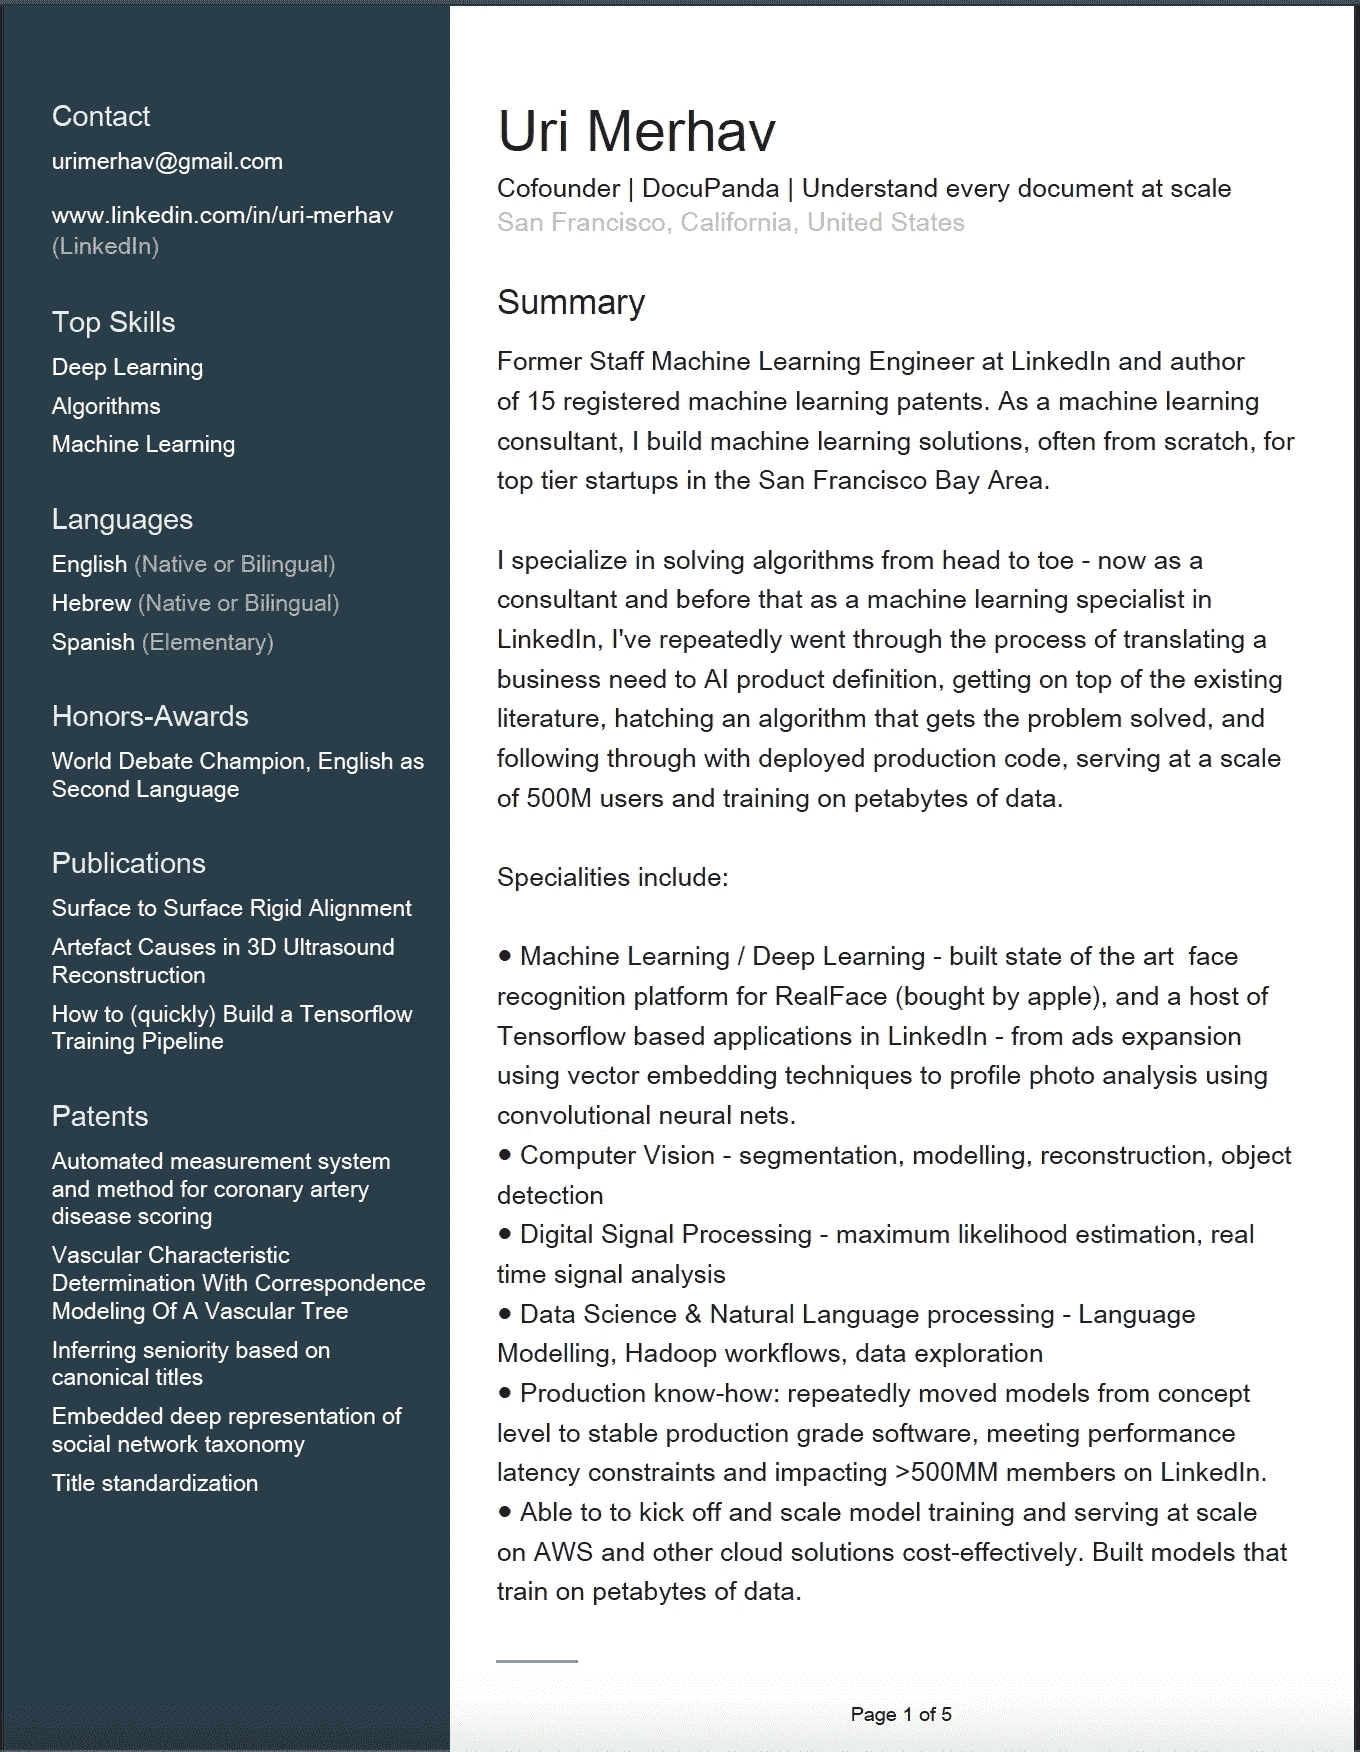 Contact
urimerhav@gmail.com
www.linkedin.com/in/uri-merhav
(LinkedIn)
Top Skills
Deep Learning
Algorithms
Machine Learning
Languages
English (Native or Bilingual)
Hebrew (Native or Bilingual)
Spanish (Elementary)
Honors-Awards
World Debate Champion, English as
Second Language
Publications
Surface to Surface Rigid Alignment
Artefact Causes in 3D Ultrasound
Reconstruction
How to (quickly) Build a Tensorflow
Training Pipeline
Patents
Automated measurement system
and method for coronary artery
disease scoring
Vascular Characteristic
Determination With Correspondence
Modeling Of A Vascular Tree
Inferring seniority based on
canonical titles
Embedded deep representation of
social network taxonomy
Title standardization
Uri Merhav
Cofounder | DocuPanda | Understand every document at scale
San Francisco, California, United States
Summary
Former Staff Machine Learning Engineer at LinkedIn and author
of 15 registered machine learning patents. As a machine learning
consultant, I build machine learning solutions, often from scratch, for
top tier startups in the San Francisco Bay Area.
I specialize in solving algorithms from head to toe - now as a
consultant and before that as a machine learning specialist in
LinkedIn, I've repeatedly went through the process of translating a
business need to AI product definition, getting on top of the existing
literature, hatching an algorithm that gets the problem solved, and
following through with deployed production code, serving at a scale
of 500M users and training on petabytes of data.
Specialities include:
● Machine Learning / Deep Learning - built state of the art  face
recognition platform for RealFace (bought by apple), and a host of
Tensorflow based applications in LinkedIn - from ads expansion
using vector embedding techniques to profile photo analysis using
convolutional neural nets.
● Computer Vision - segmentation, modelling, reconstruction, object
detection
● Digital Signal Processing - maximum likelihood estimation, real
time signal analysis
● Data Science & Natural Language processing - Language
Modelling, Hadoop workflows, data exploration
● Production know-how: repeatedly moved models from concept
level to stable production grade software, meeting performance
latency constraints and impacting >500MM members on LinkedIn.
● Able to to kick off and scale model training and serving at scale
on AWS and other cloud solutions cost-effectively. Built models that
train on petabytes of data.
Page 1 of 5